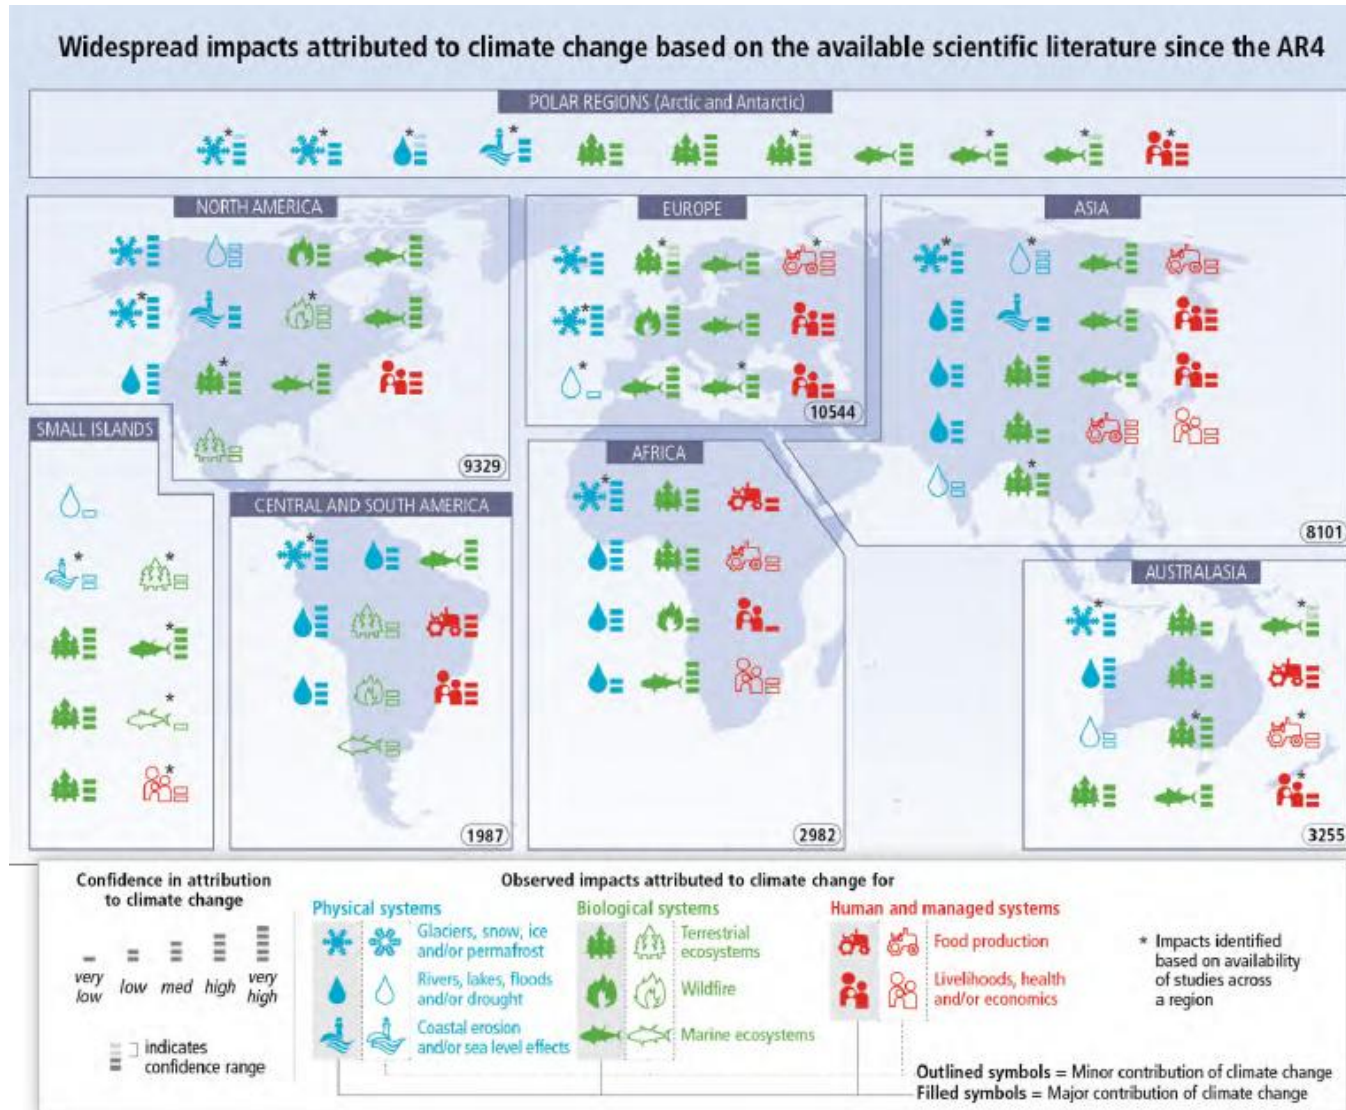 Widespread impacts attributed to climate change based on the available scientific literature since the AR4
POLAR REGIONS (Arctic and Antarctic)
NORTH AMERICA
9329
EUROPE
10544
ASIA
8101
SMALL ISLANDS
CENTRAL AND SOUTH AMERICA
1987
AFRICA
2982
AUSTRALASIA
3255
Confidence in attribution
to climate change
very
low
low
med
high
very
high
indicates
confidence range
Observed impacts attributed to climate change for
Physical systems
Glaciers, snow, ice
and/or permafrost
Rivers, lakes, floods
and/or drought
Coastal erosion
and/or sea level effects
Biological systems
Terrestrial
ecosystems
Wildfire
Marine ecosystems
Human and managed systems
Food production
Livelihoods, health
and/or economics
* Impacts identified
based on availability
of studies across
a region
Outlined symbols = Minor contribution of climate change
Filled symbols = Major contribution of climate change